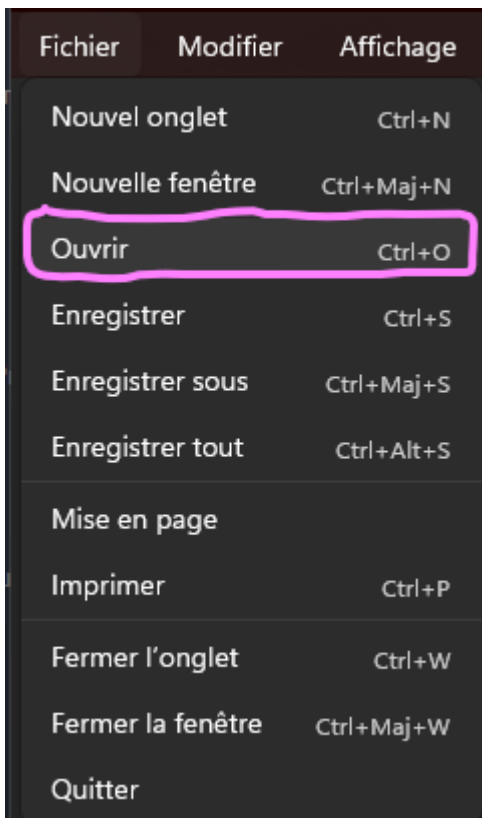 Fichier Modifier Affichage
Nouvel onglet Ctrl+N
Nouvelle fenêtre Ctrl+Maj+N
Ouvrir Ctrl+O
Enregistrer Ctrl+S
Enregistrer sous Ctrl+Maj+S
Enregistrer tout Ctrl+Alt+S
Mise en page
Imprimer Ctrl+P
Fermer l'onglet Ctrl+W
Fermer la fenêtre Ctrl+Maj+W
Quitter